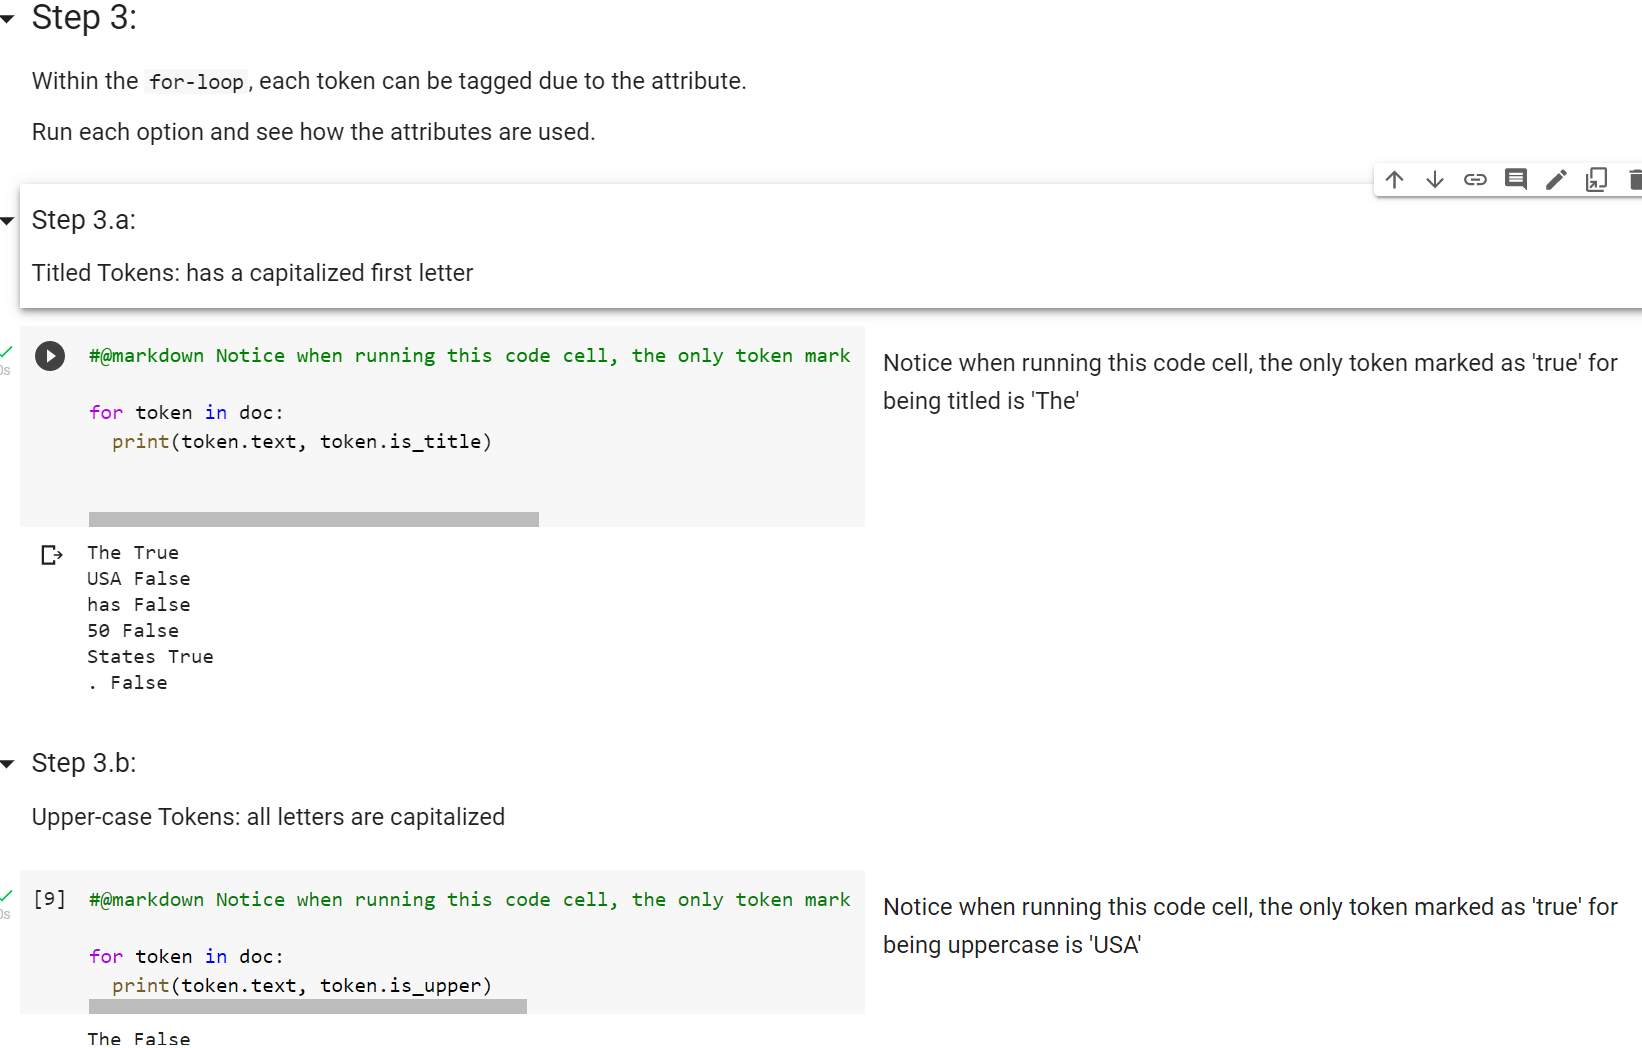 Step 3:
Within the for-loop, each token can be tagged due to the attribute.
Run each option and see how the attributes are used.
Step 3.a:
Titled Tokens: has a capitalized first letter
#@markdown Notice when running this code cell, the only token mark
for token in doc:
print(token.text, token.is_title)
Notice when running this code cell, the only token marked as 'true' for
being titled is 'The'
The True
USA False
has False
50 False
States True
. False
Step 3.b:
Upper-case Tokens: all letters are capitalized
[9]
#@markdown Notice when running this code cell, the only token mark
for token in doc:
print(token.text, token.is_upper)
Notice when running this code cell, the only token marked as 'true' for
being uppercase is 'USA'
The False